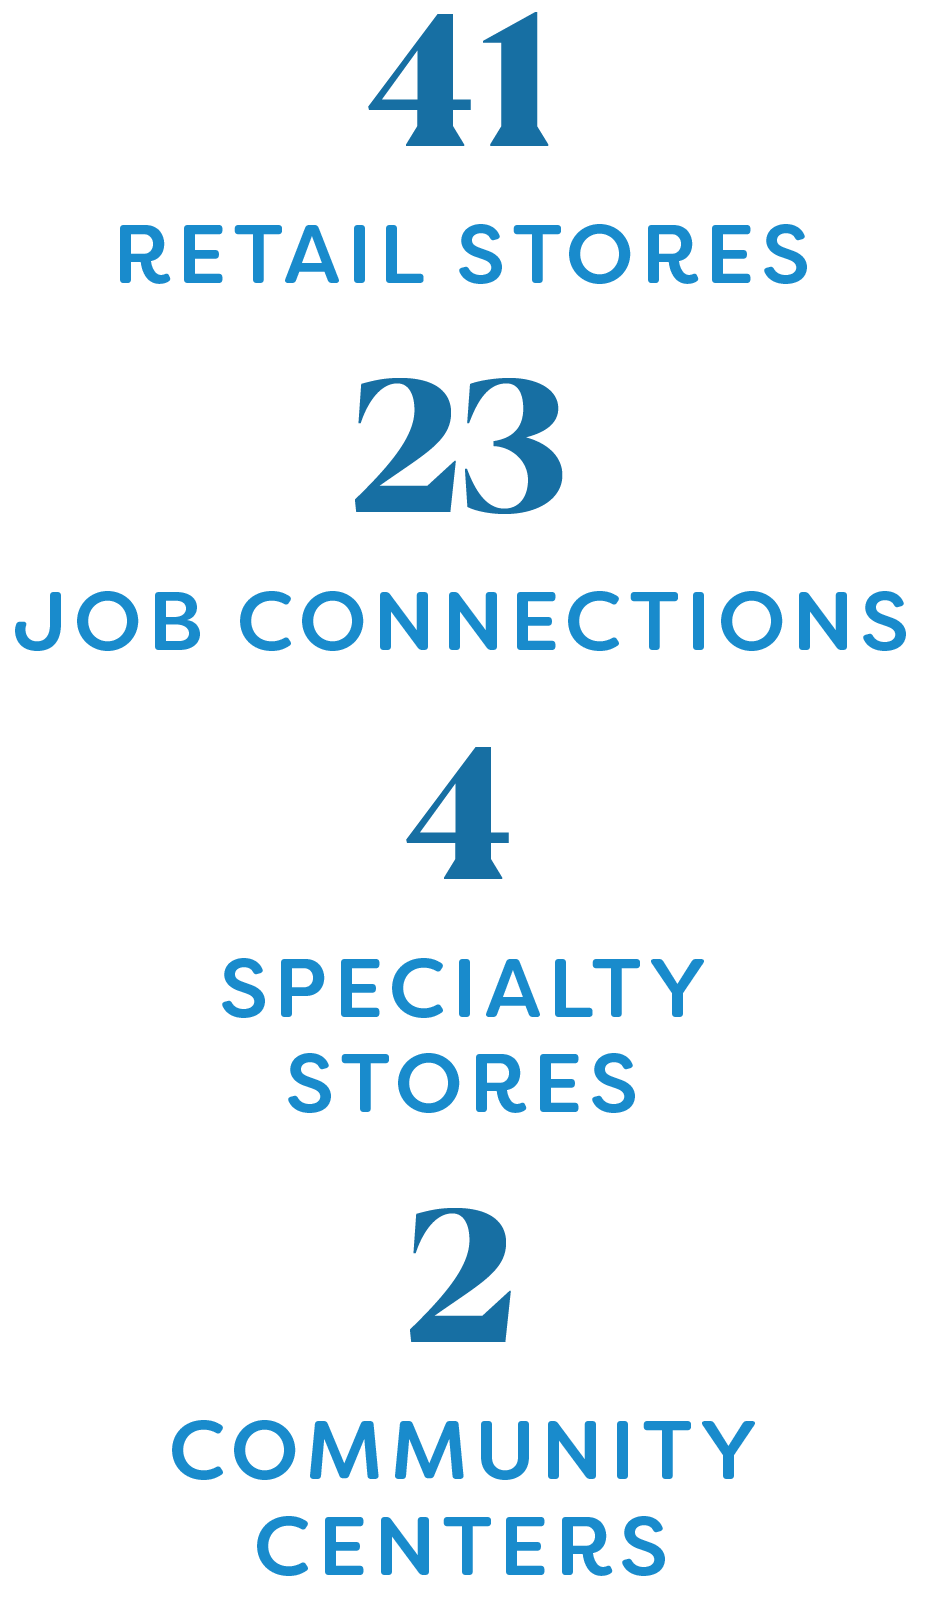 41
RETAIL STORES
23
JOB CONNECTIONS
4
SPECIALTY
STORES
2
COMMUNITY
CENTERS